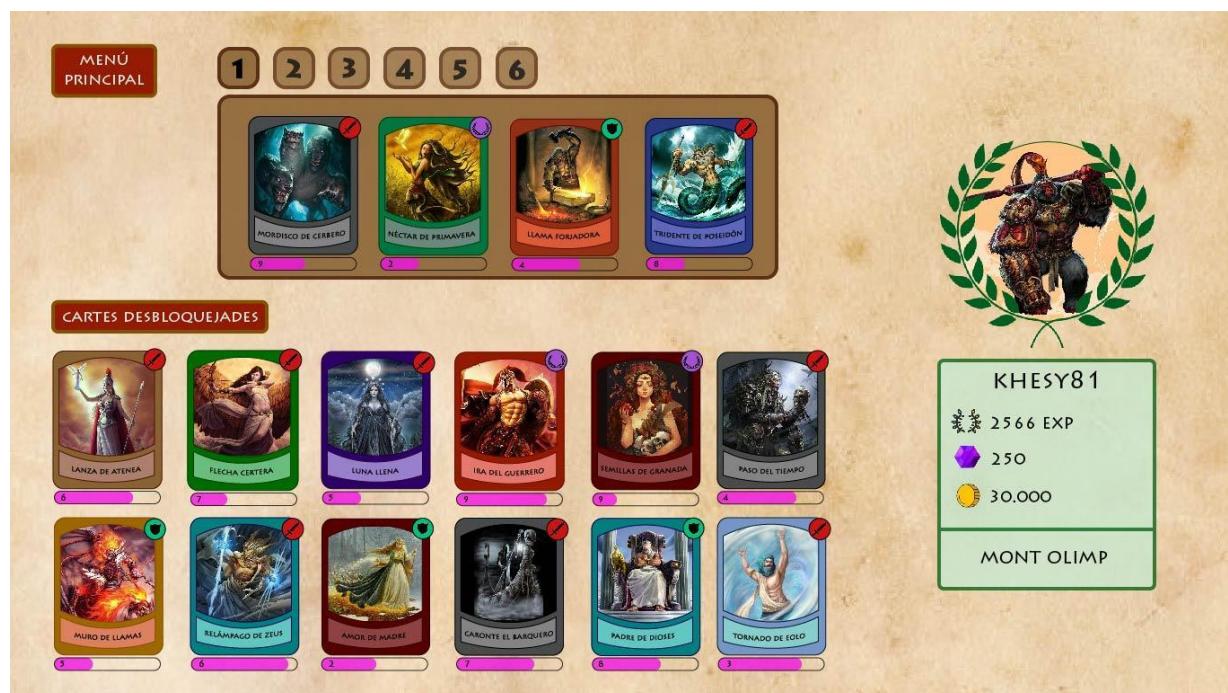 MENÚ
PRINCIPAL
1 2 3 4 5 6
MORDISCO DE CERBERO
NÉCTAR DE PRIMAVERA
LLAMA FORJADORA
TRIDENTE DE POSEIDÓN
9 2 4 8
CARTES DESBLOQUEJADES
LANZA DE ATENEA
FLECHA CERTERA
LUNA LLENA
IRA DEL GUERRERO
SEMILLAS DE GRANADA
PASO DEL TIEMPO
6 7 5 9 9 4
MURO DE LLAMAS
RELÁMPAGO DE ZEUS
AMOR DE MADRE
CARONTE EL BARQUERO
PADRE DE DIOSES
TORNADO DE EOLO
5 6 2 7 8 3
KHESY81
2566 EXP
250
30.000
MONT OLIMP